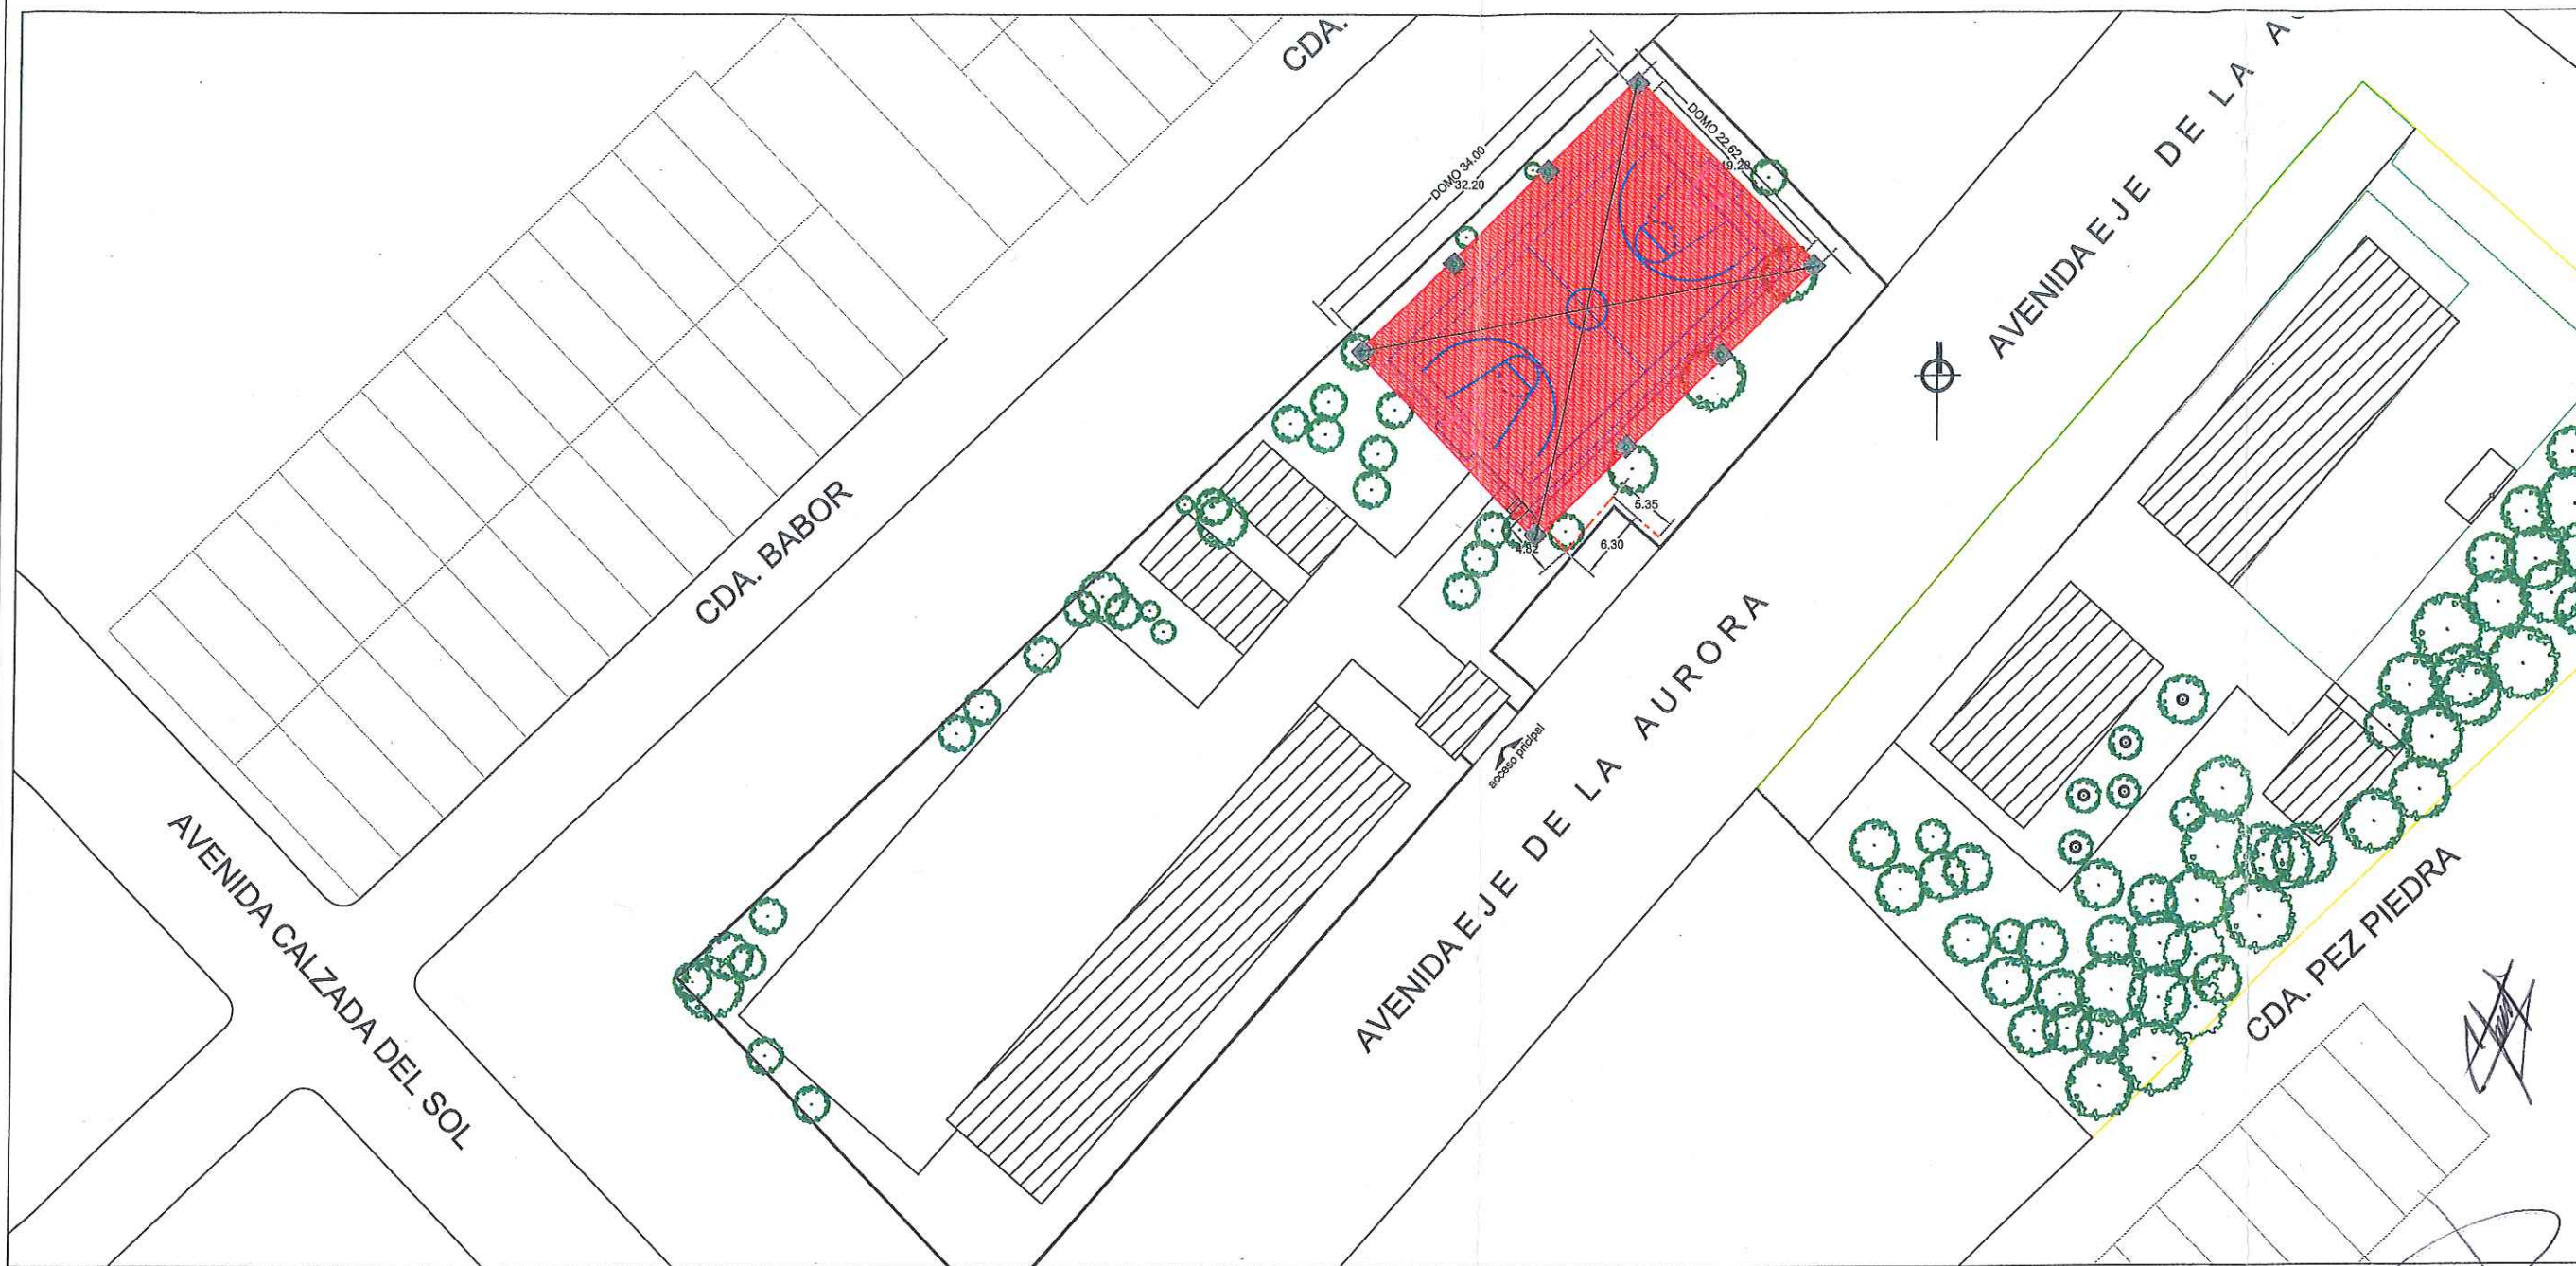 CDA.
DOMO 34.00
32.20
DOMO 22.62
19.28
AVENIDA EJE DE LA A
CDA. BABOR
5.35
4.82
6.30
acceso pricipal
AVENIDA EJE DE LA AURORA
AVENIDA CALZADA DEL SOL
CDA. PEZ PIEDRA